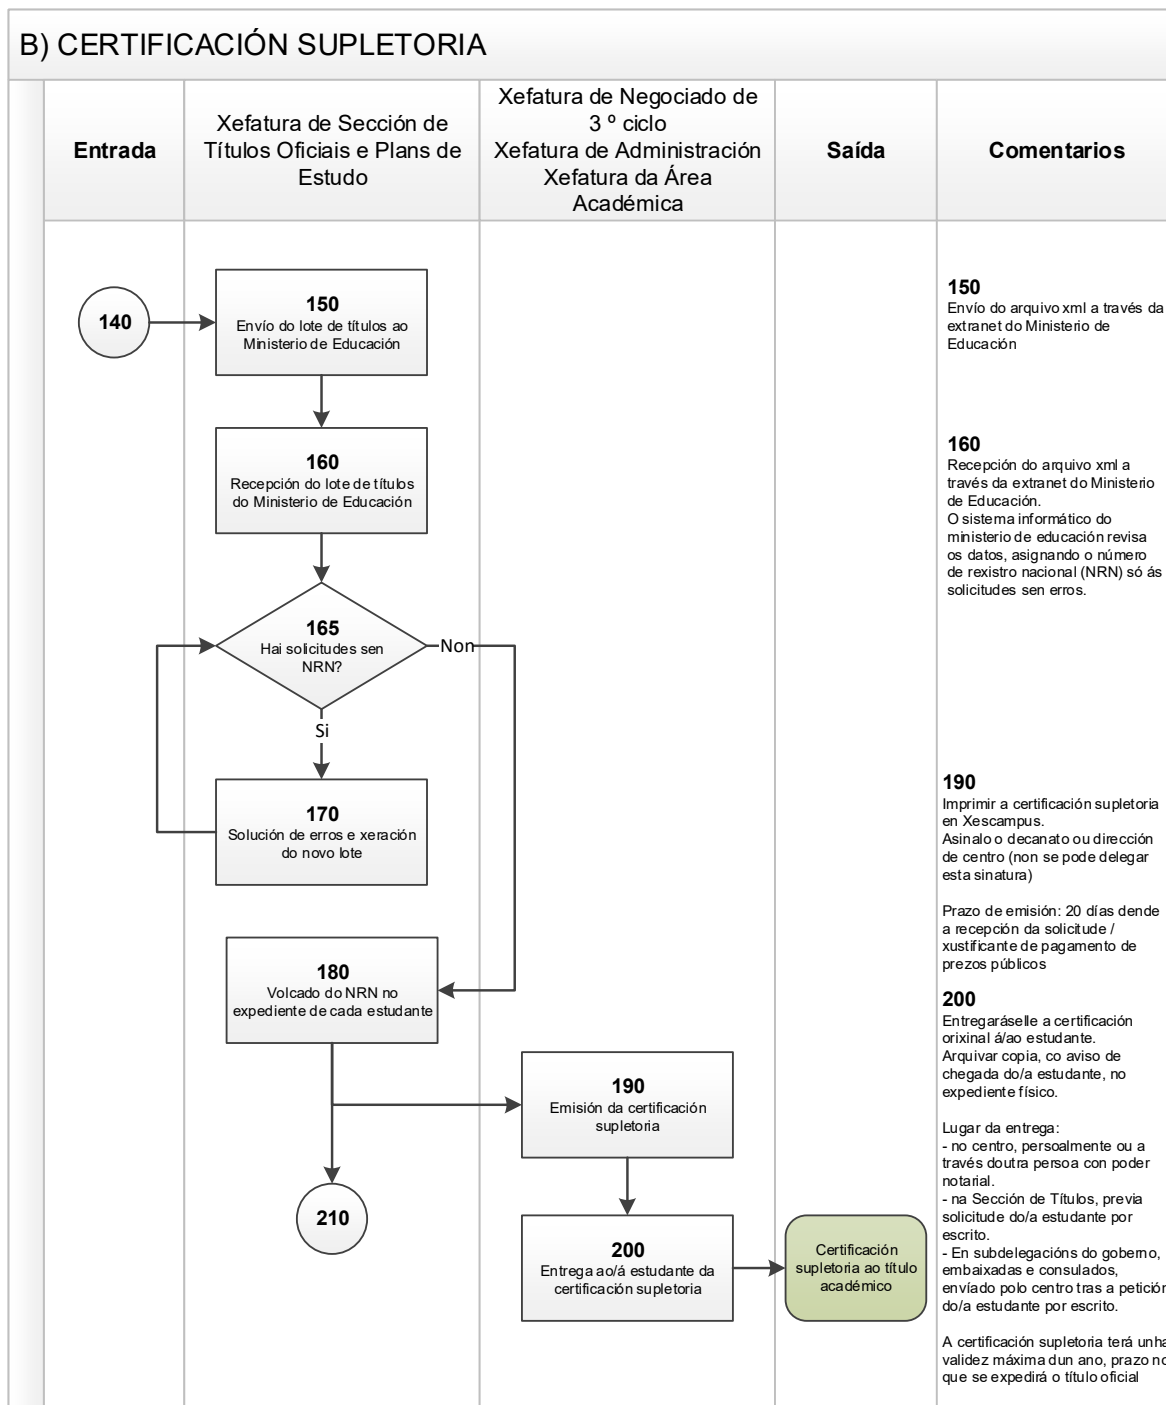 B) CERTIFICACIÓN SUPLETORIA
Entrada
Xefatura de Sección de
Títulos Oficiais e Plans de
Estudo
Xefatura de Negociado de
3 º ciclo
Xefatura de Administración
Xefatura da Área
Académica
Saída
Comentarios
140
150
Envío do lote de títulos ao
Ministerio de Educación
160
Recepción do lote de títulos
do Ministerio de Educación
165
Hai solicitudes sen
NRN?
Non
Si
170
Solución de erros e xeración
do novo lote
180
Volcado do NRN no
expediente de cada estudante
210
190
Emisión da certificación
supletoria
200
Entrega ao/á estudante da
certificación supletoria
Certificación
supletoria ao título
académico
150
Envío do arquivo xml a través da
extranet do Ministerio de
Educación
160
Recepción do arquivo xml a
través da extranet do Ministerio
de Educación.
O sistema informático do
ministerio de educación revisa
os datos, asignando o número
de rexistro nacional (NRN) só ás
solicitudes sen erros.
190
Imprimir a certificación supletoria
en Xescampus.
Asinalo o decanato ou dirección
de centro (non se pode delegar
esta sinatura)
Prazo de emisión: 20 días dende
a recepción da solicitude /
xustificante de pagamento de
prezos públicos
200
Entregaráselle a certificación
orixinal á/ao estudante.
Arquivar copia, co aviso de
chegada do/a estudante, no
expediente físico.
Lugar da entrega:
- no centro, persoalmente ou a
través doutra persoa con poder
notarial.
- na Sección de Títulos, previa
solicitude do/a estudante por
escrito.
- En subdelegacións do goberno,
embaixadas e consulados,
envíado polo centro tras a petición
do/a estudante por escrito.
A certificación supletoria terá unha
validez máxima dun ano, prazo no
que se expedirá o título oficial